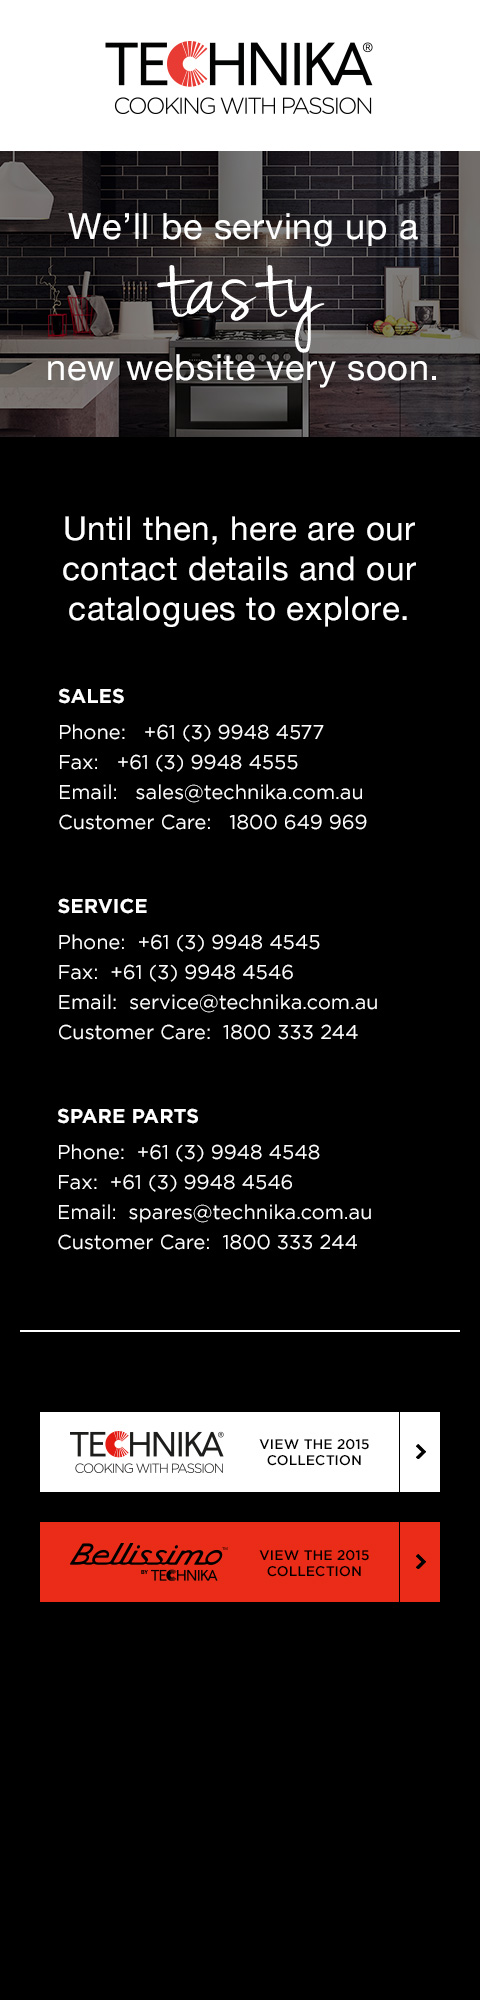 TECHNIKA®
COOKING WITH PASSION
We'll be serving up a
tasty
new website very soon.
Until then, here are our
contact details and our
catalogues to explore.
SALES
Phone: +61 (3) 9948 4577
Fax: +61 (3) 9948 4555
Email: sales@technika.com.au
Customer Care: 1800 649 969
SERVICE
Phone: +61 (3) 9948 4545
Fax: +61 (3) 9948 4546
Email: service@technika.com.au
Customer Care: 1800 333 244
SPARE PARTS
Phone: +61 (3) 9948 4548
Fax: +61 (3) 9948 4546
Email: spares@technika.com.au
Customer Care: 1800 333 244
TECHNIKA®
COOKING WITH PASSION
VIEW THE 2015
COLLECTION
Bellissimo™
BY TECHNIKA
VIEW THE 2015
COLLECTION